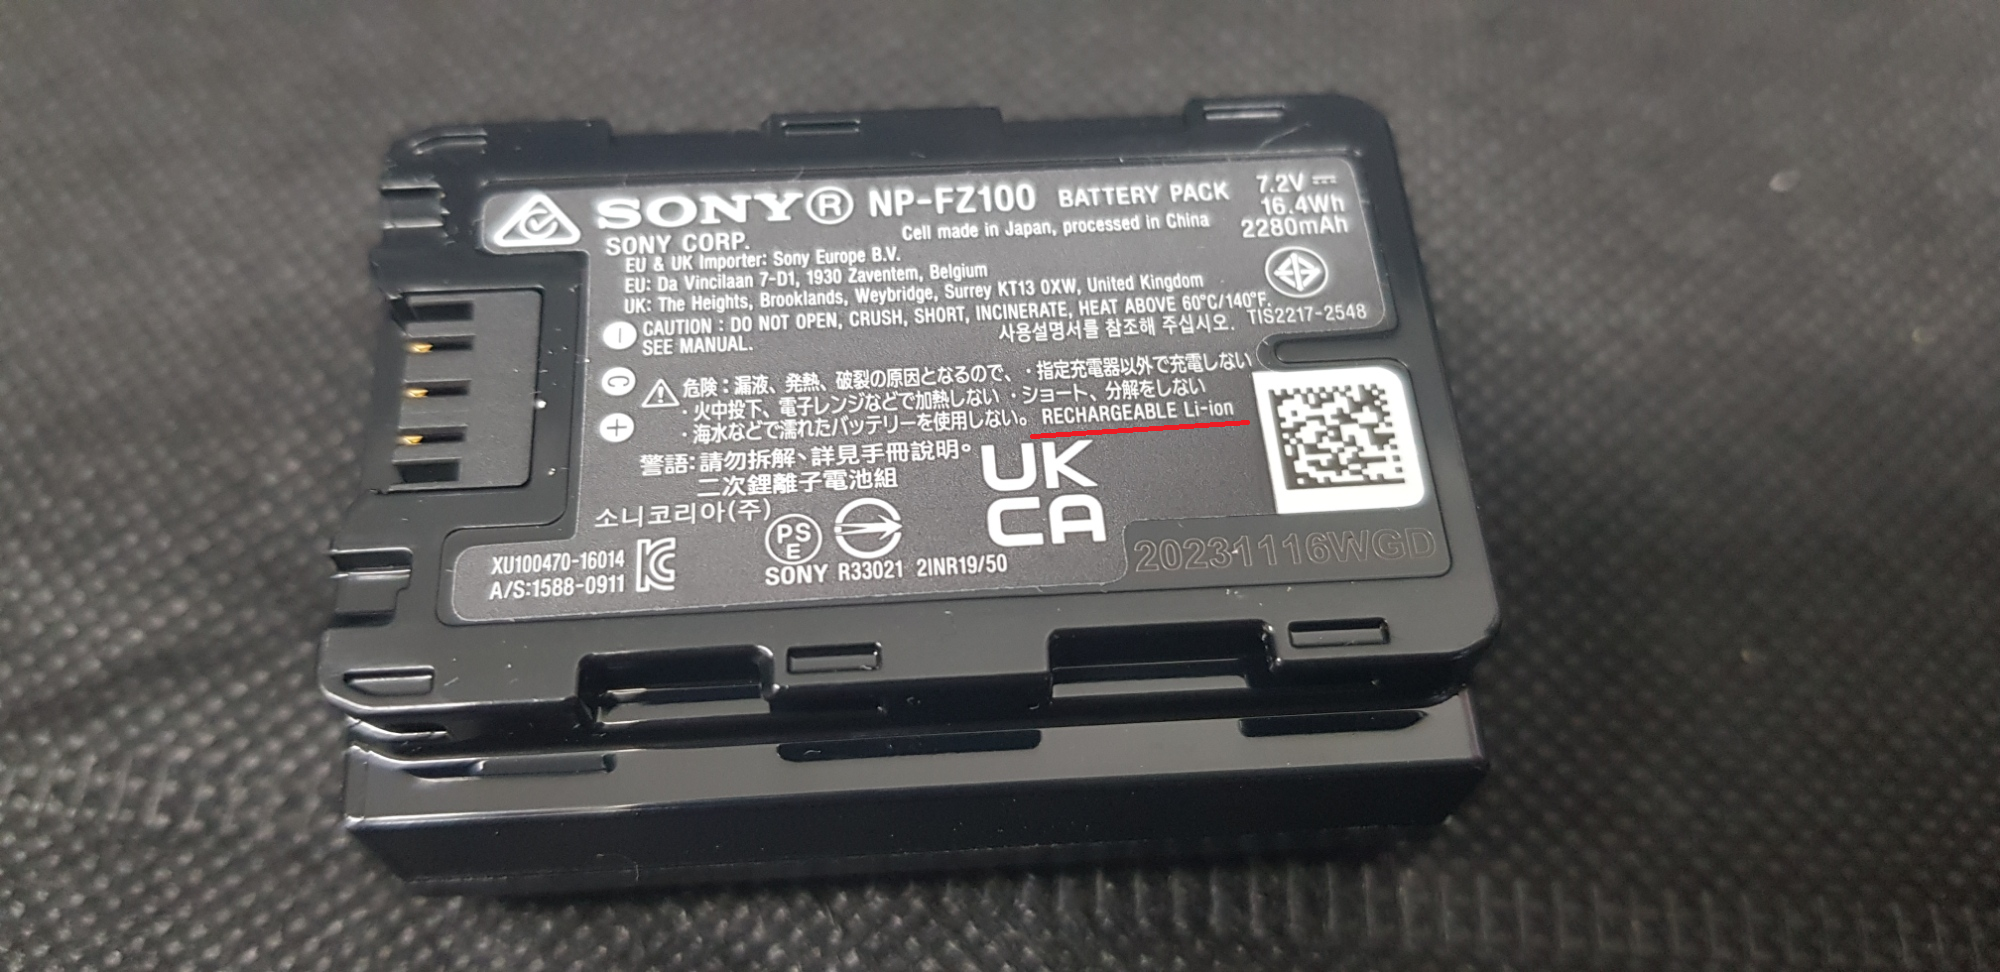 SONY® NP-FZ100 BATTERY PACK
7.2V ⎓
16.4Wh
2280mAh
SONY CORP.
Cell made in Japan, processed in China
EU & UK Importer: Sony Europe B.V.
EU: Da Vincilaan 7-D1, 1930 Zaventem, Belgium
UK: The Heights, Brooklands, Weybridge, Surrey KT13 0XW, United Kingdom
CAUTION : DO NOT OPEN, CRUSH, SHORT, INCINERATE, HEAT ABOVE 60°C/140°F.
SEE MANUAL.
사용설명서를 참조해 주십시오.
TIS2217-2548
−
C
+
危険：漏液、発熱、破裂の原因となるので、・指定充電器以外で充電しない
・火中投下、電子レンジなどで加熱しない ・ショート、分解をしない
・海水などで濡れたバッテリーを使用しない。 RECHARGEABLE Li-ion
警語：請勿拆解、詳見手冊說明。
二次鋰離子電池組
UK
CA
소니코리아(주)
PS
E
XU100470-16014
A/S:1588-0911
SONY R33021 2INR19/50
20231116WGD